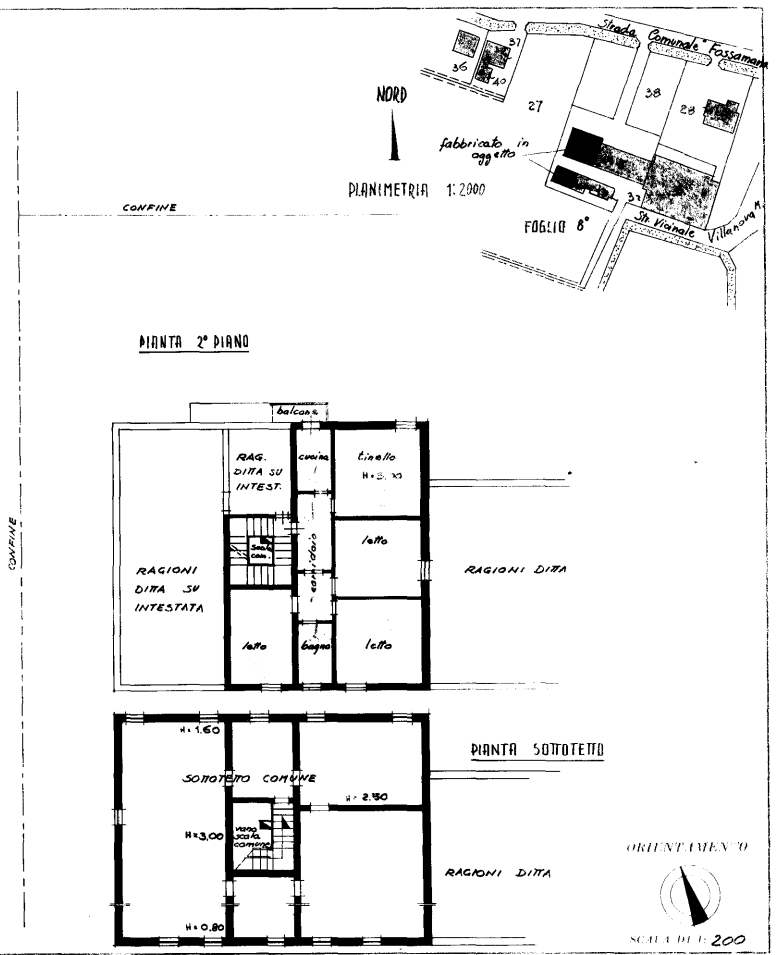 Strada Comunale Fossamana
37
36
40
NORD
27
38
28
fabbricato in
oggetto
PLANIMETRIA 1:2000
32
CONFINE
FOGLIO 8°
Str. Vicinale Villanova M.
PIANTA 2° PIANO
balcone
RAG.
DITTA SU
INTEST.
cucina
tinello
scala
com.
corridoio
letto
CONFINE
RAGIONI
DITTA SU
INTESTATA
RAGIONI DITTA
letto
bagno
letto
H=1.60
PIANTA SOTTOTETTO
SOTTOTETTO COMUNE
H=2.50
H=3,00
vano
scala
comune
RAGIONI DITTA
ORIENTAMENTO
H=0.80
SCALA DI 1: 200